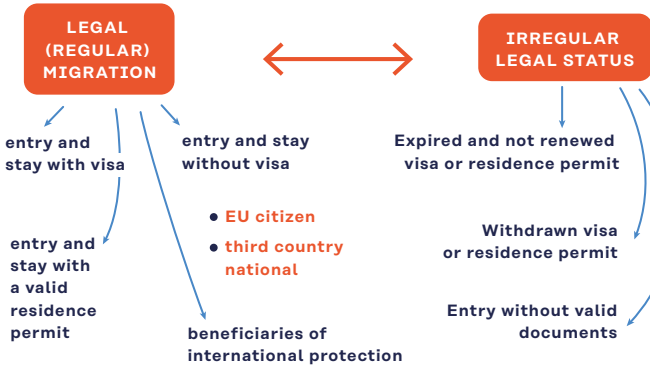 LEGAL
(REGULAR)
MIGRATION
entry and
stay with visa
entry and stay
without visa
• EU citizen
• third country
national
entry and
stay with
a valid
residence
permit
beneficiaries of
international protection
IRREGULAR
LEGAL STATUS
Expired and not renewed
visa or residence permit
Withdrawn visa
or residence permit
Entry without valid
documents